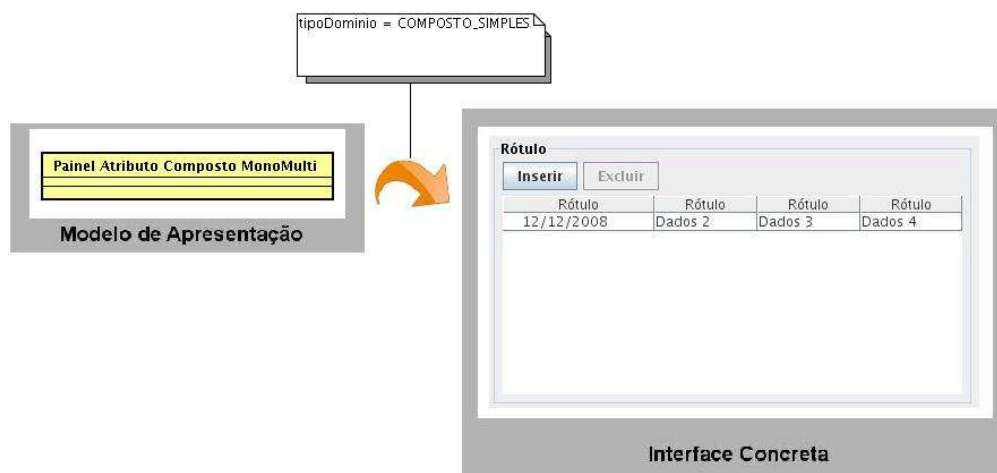 tipoDominio = COMPOSTO_SIMPLES
Painel Atributo Composto MonoMulti
Modelo de Apresentação
Rótulo
Inserir Excluir
Rótulo Rótulo Rótulo Rótulo
12/12/2008 Dados 2 Dados 3 Dados 4
Interface Concreta